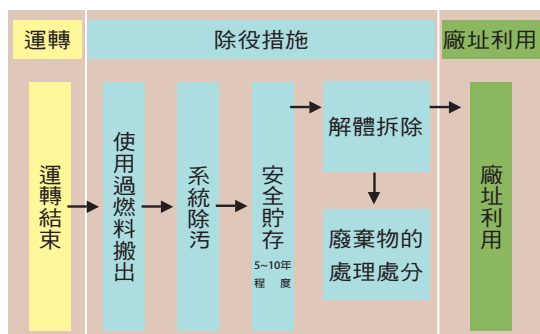 運轉
除役措施
廠址利用
運轉結束
使用過燃料搬出
系統除污
安全貯存
5~10年
程度
解體拆除
廢棄物的
處理處分
廠址利用